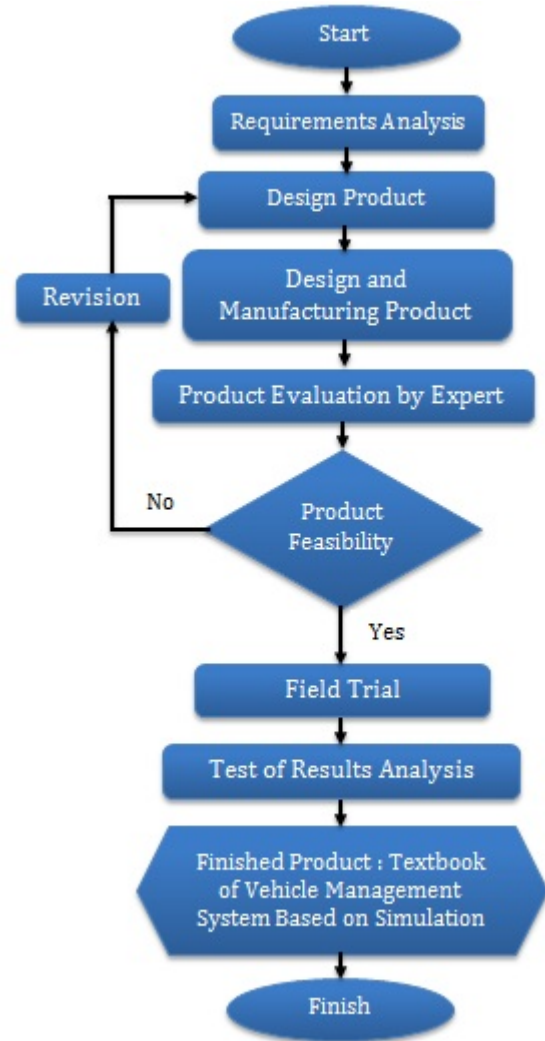 Start
Requirements Analysis
Design Product
Revision
Design and
Manufacturing Product
Product Evaluation by Expert
No
Product
Feasibility
Yes
Field Trial
Test of Results Analysis
Finished Product : Textbook
of Vehicle Management
System Based on Simulation
Finish